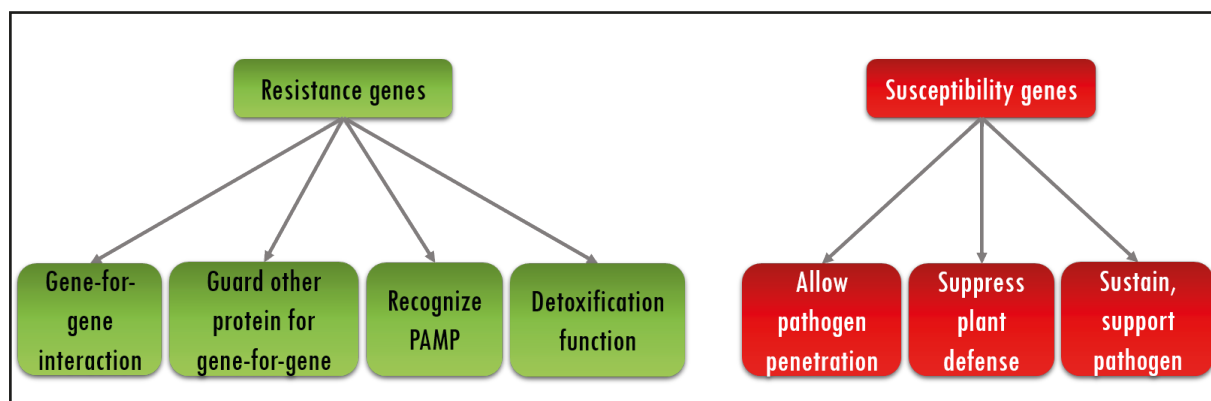 Resistance genes
Susceptibility genes
Gene-for-
gene
interaction
Guard other
protein for
gene-for-gene
Recognize
PAMP
Detoxification
function
Allow
pathogen
penetration
Suppress
plant
defense
Sustain,
support
pathogen